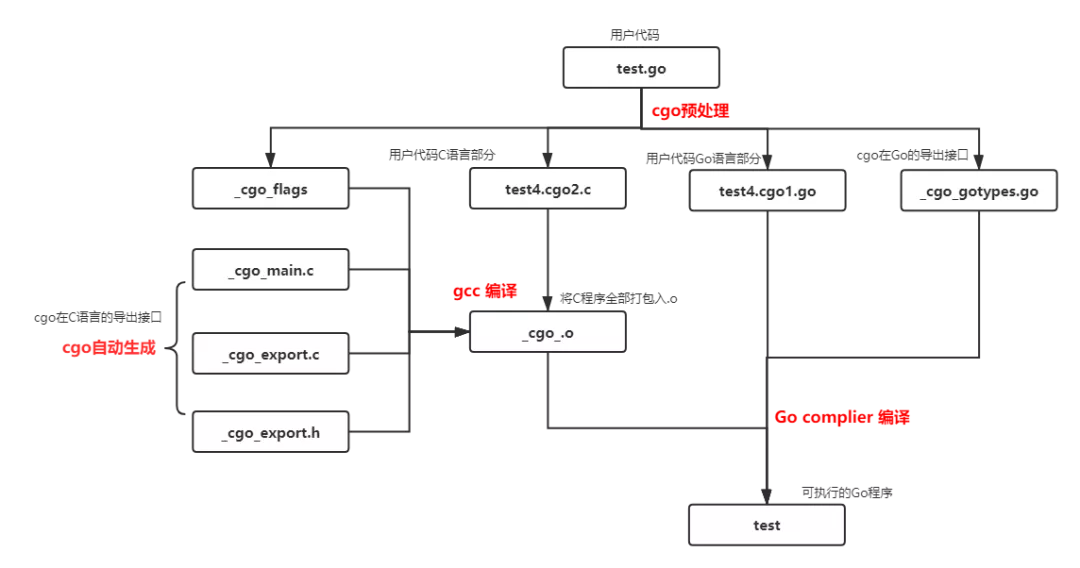 用户代码
test.go
cgo预处理
用户代码C语言部分
用户代码Go语言部分
cgo在Go的导出接口
_cgo_flags
test4.cgo2.c
test4.cgo1.go
_cgo_gotypes.go
_cgo_main.c
gcc 编译
将C程序全部打包入.o
cgo在C语言的导出接口
_cgo_.o
cgo自动生成
_cgo_export.c
Go complier 编译
_cgo_export.h
可执行的Go程序
test